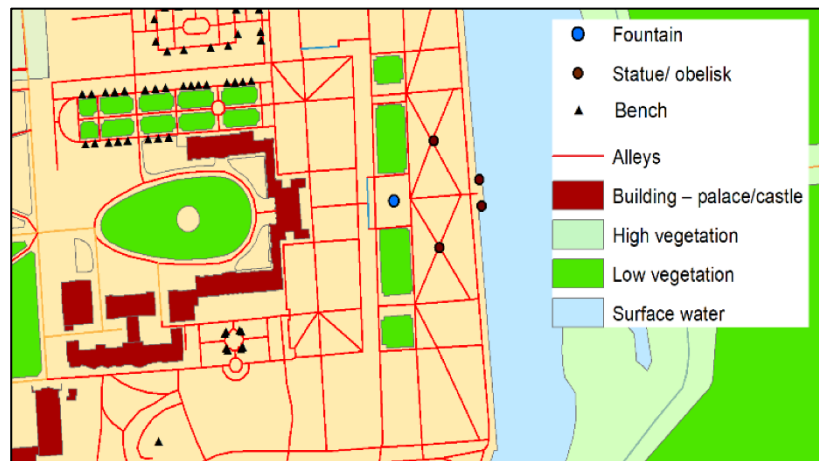 Fountain
Statue/ obelisk
Bench
Alleys
Building – palace/castle
High vegetation
Low vegetation
Surface water